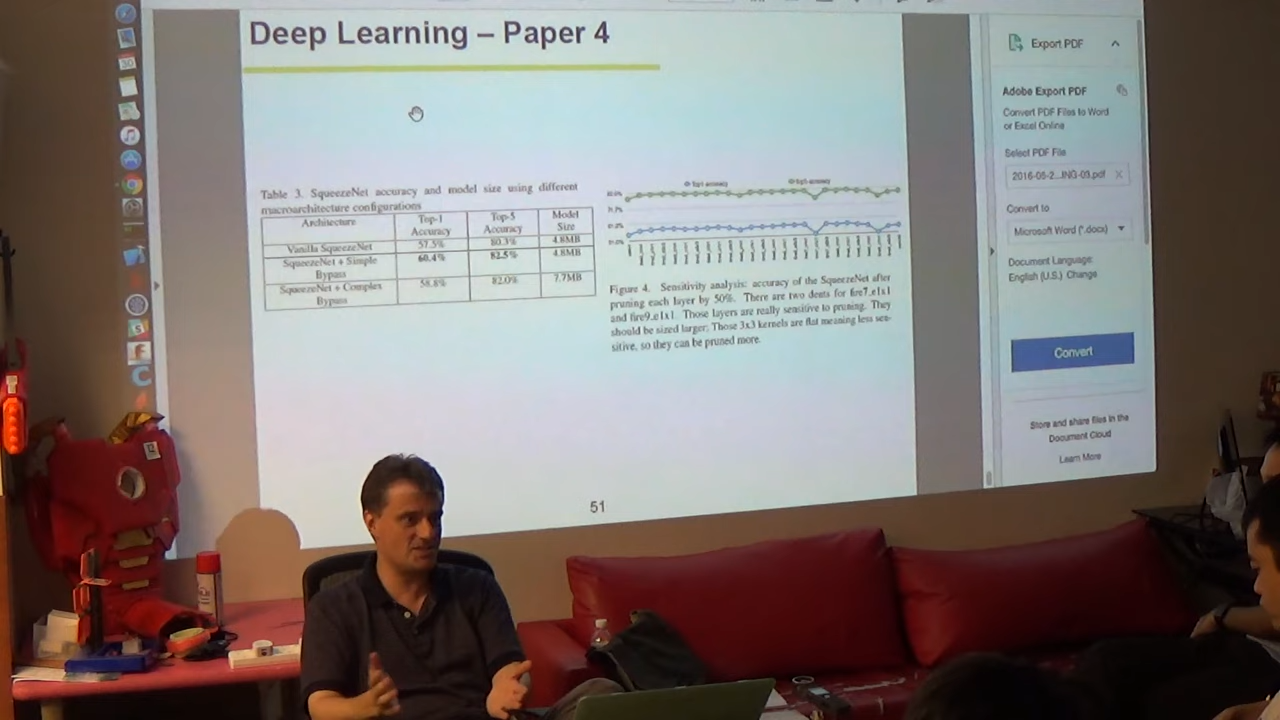 Deep Learning – Paper 4
Table 3. SqueezeNet accuracy and model size using different
macroarchitecture configurations
Architecture Top-1 Accuracy Top-5 Accuracy Model Size
Vanilla SqueezeNet 57.5% 80.3% 4.8MB
SqueezeNet + Simple Bypass 60.4% 82.5% 4.8MB
SqueezeNet + Complex Bypass 58.8% 82.0% 7.7MB
Figure 4. Sensitivity analysis: accuracy of the SqueezeNet after
pruning each layer by 50%. There are two dents for fire7.e1x1
and fire9.e1x1. Those layers are really sensitive to pruning. They
should be sized larger; Those 3x3 kernels are flat meaning less sen-
sitive, so they can be pruned more.
51
Export PDF
Adobe Export PDF
Convert PDF Files to Word
or Excel Online
Select PDF File
2016-06-2...ING-03.pdf
Convert to
Microsoft Word (*.docx)
Document Language:
English (U.S.) Change
Convert
Store and share files in the
Document Cloud
Learn More